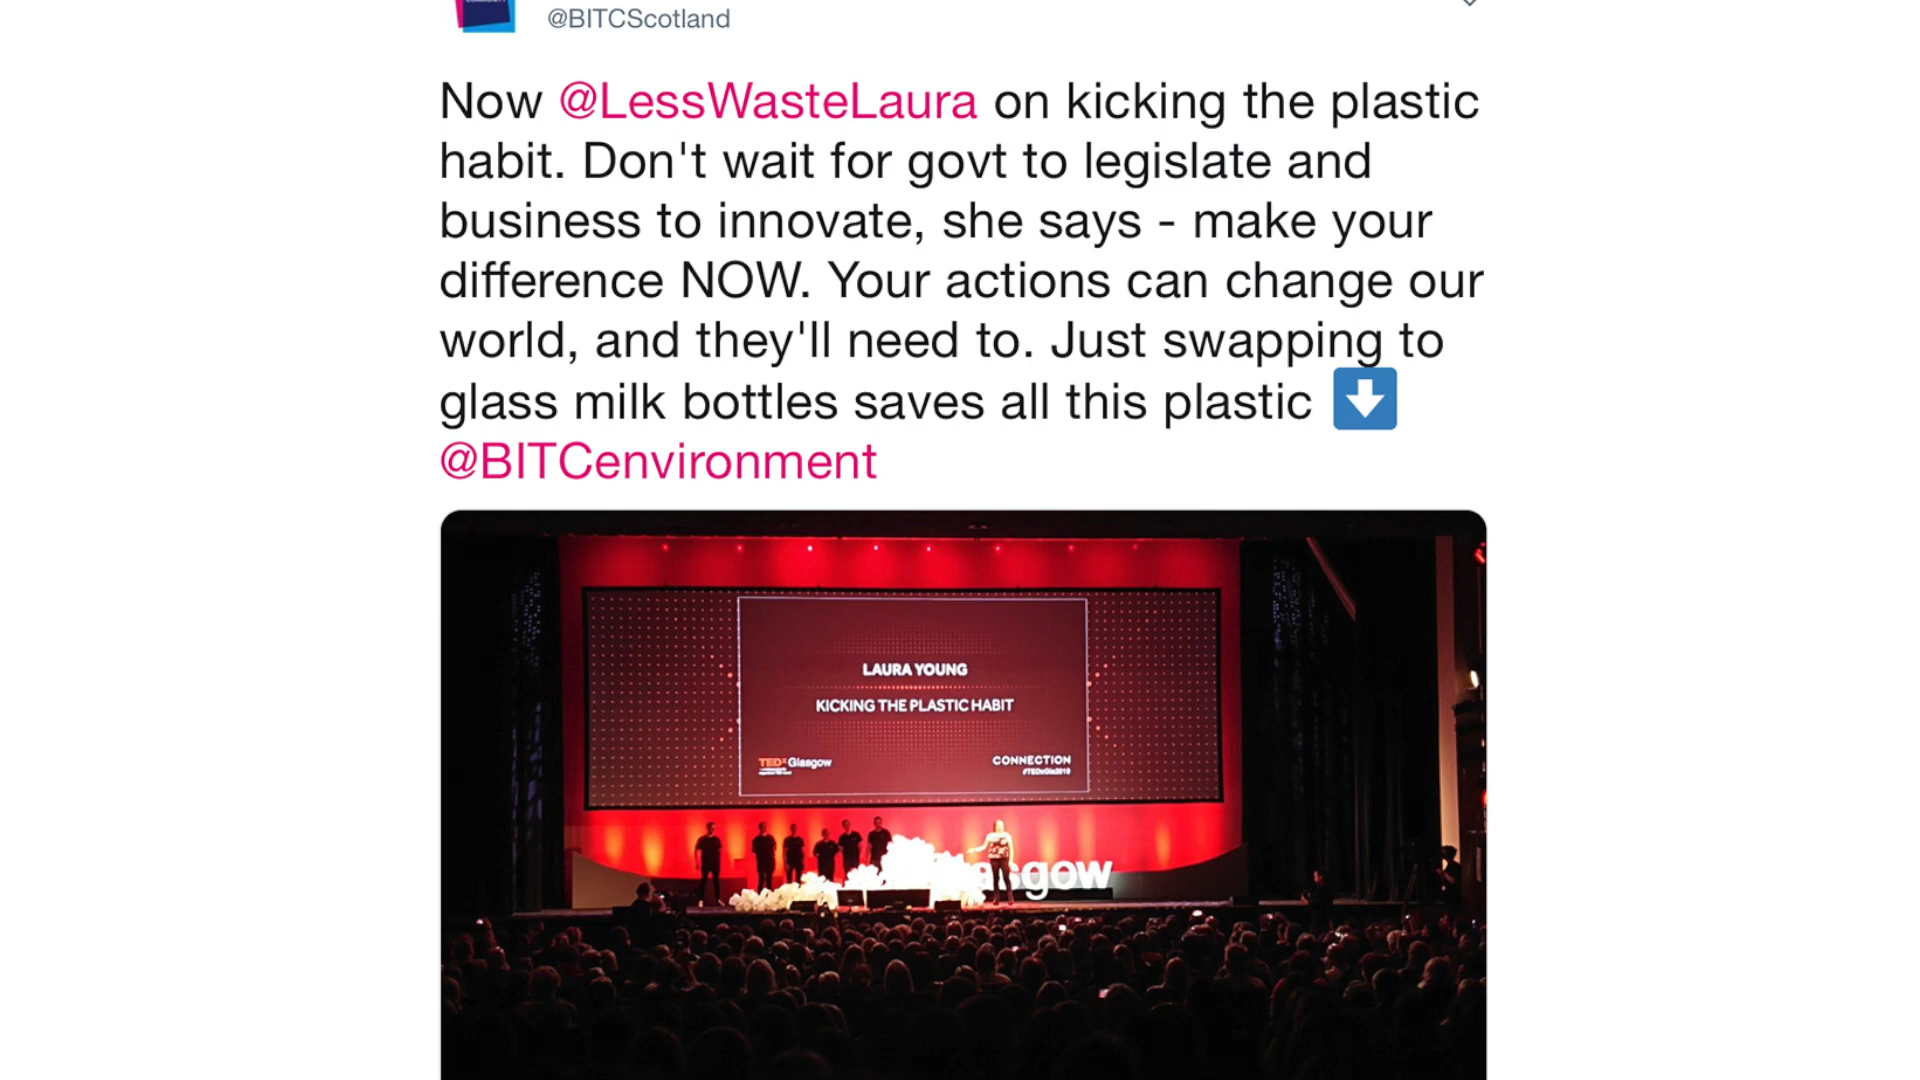 @BITCScotland
Now @LessWasteLaura on kicking the plastic
habit. Don't wait for govt to legislate and
business to innovate, she says - make your
difference NOW. Your actions can change our
world, and they'll need to. Just swapping to
glass milk bottles saves all this plastic ⬇️
@BITCenvironment
LAURA YOUNG
KICKING THE PLASTIC HABIT
TEDx Glasgow
CONNECTION
#TEDxGla2019
asgow